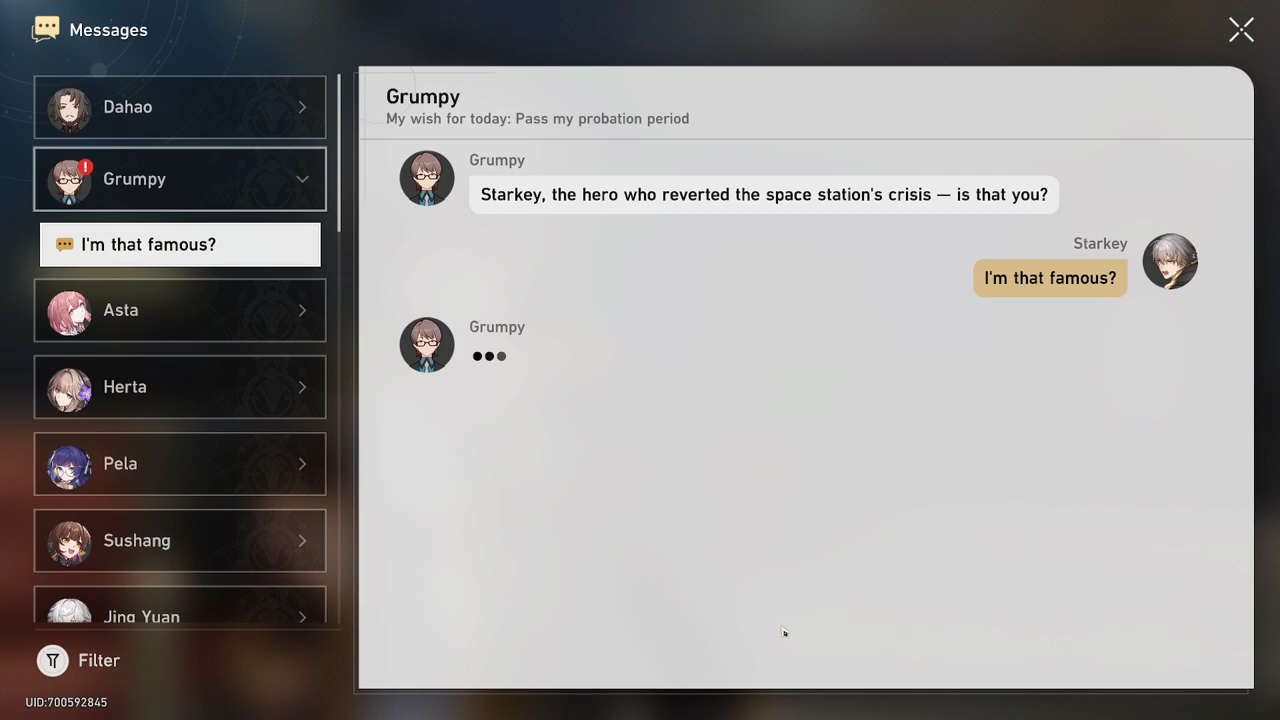 Messages
Dahao
Grumpy
I'm that famous?
Asta
Herta
Pela
Sushang
Jing Yuan
Filter
UID:700592845
Grumpy
My wish for today: Pass my probation period
Grumpy
Starkey, the hero who reverted the space station's crisis — is that you?
Starkey
I'm that famous?
Grumpy